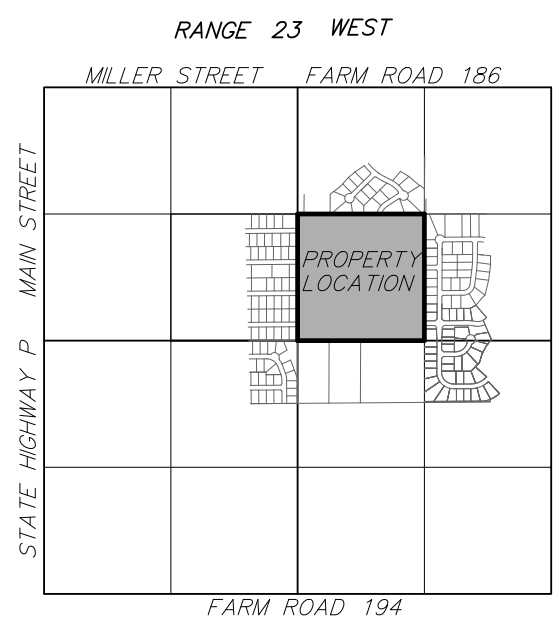 RANGE 23 WEST
MILLER STREET FARM ROAD 186
MAIN STREET
STATE HIGHWAY P
PROPERTY
LOCATION
FARM ROAD 194